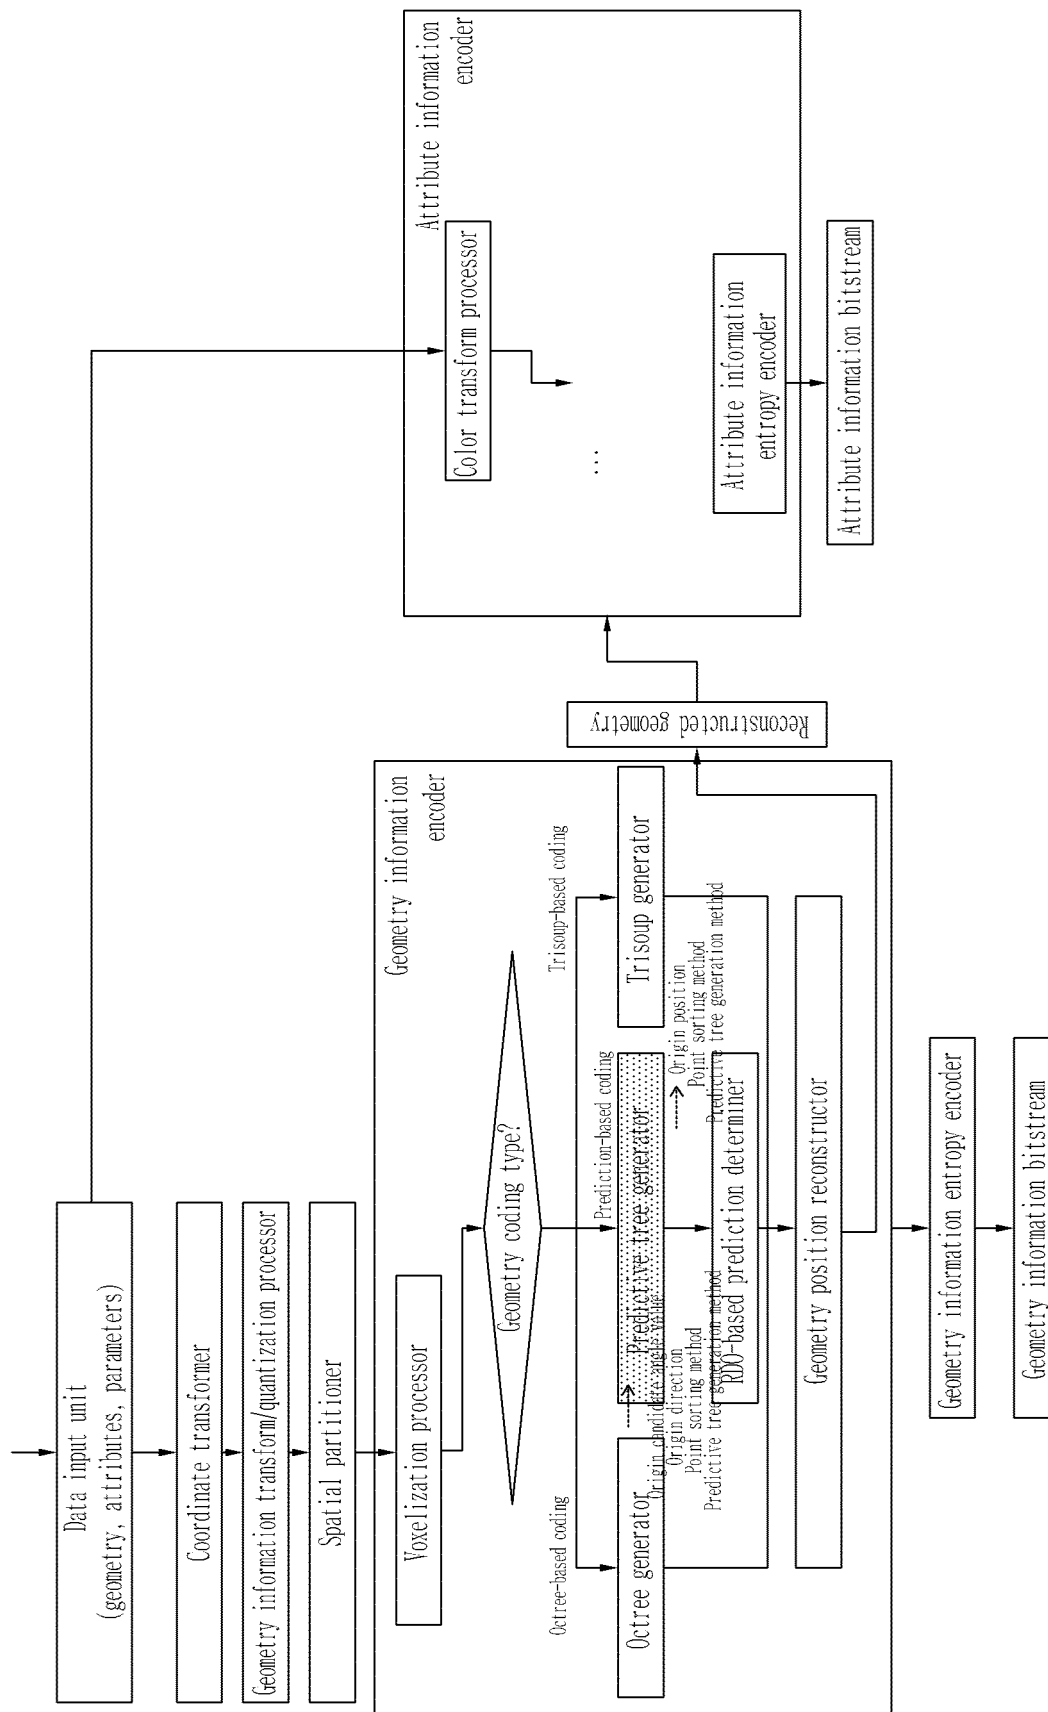 Data input unit
(geometry, attributes, parameters)
Coordinate transformer
Geometry information transform/quantization processor
Spatial partitioner
Geometry information
encoder
Voxelization processor
Geometry coding type?
Octree-based coding
Prediction-based coding
Trisoup-based coding
Octree generator
Predictive tree generator
Trisoup generator
Origin candidate angle value
Origin direction
Point sorting method
Predictive tree generation method
Origin position
Point sorting method
Predictive tree generation method
RDO-based prediction determiner
Geometry position reconstructor
Geometry information entropy encoder
Geometry information bitstream
Reconstructed geometry
Attribute information
encoder
Color transform processor
...
Attribute information
entropy encoder
Attribute information bitstream